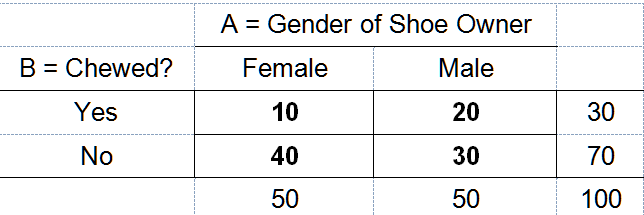 A = Gender of Shoe Owner
B = Chewed? Female Male
Yes 10 20 30
No 40 30 70
50 50 100